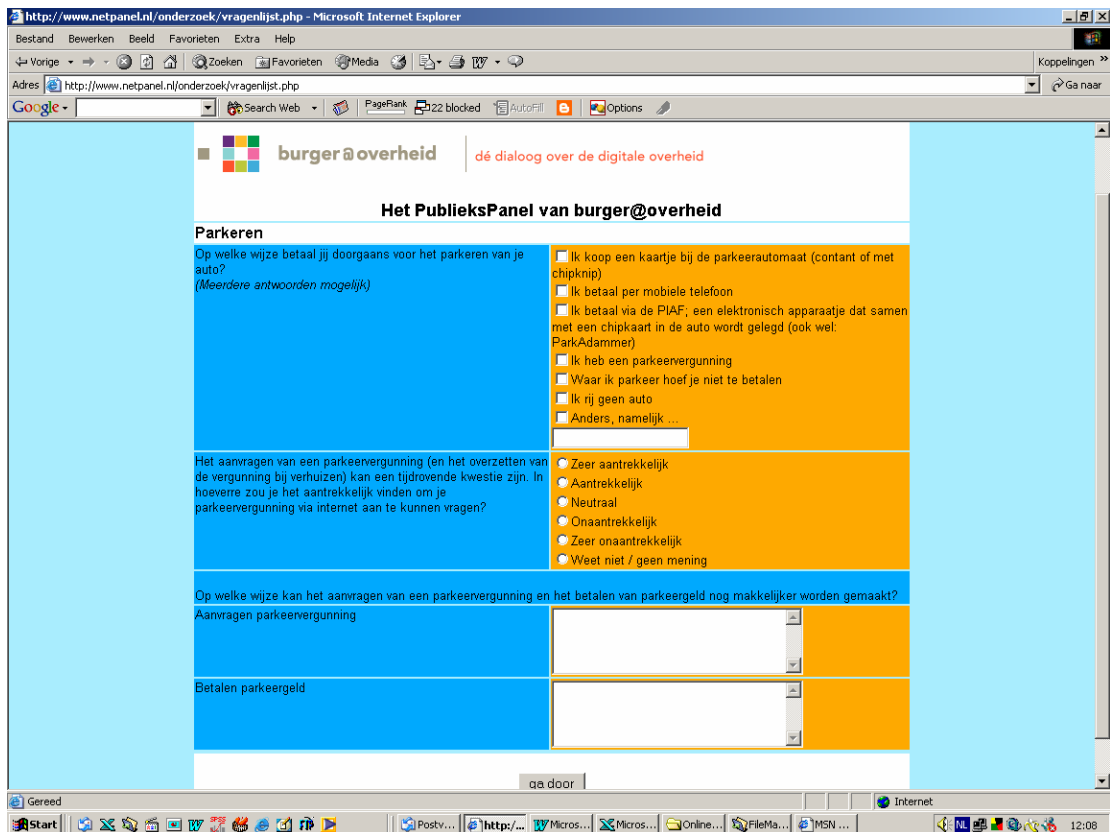 http://www.netpanel.nl/onderzoek/vragenlijst.php - Microsoft Internet Explorer
Bestand Bewerken Beeld Favorieten Extra Help
Vorige Zoeken Favorieten Media Koppelingen »
Adres http://www.netpanel.nl/onderzoek/vragenlijst.php Ga naar
Google Search Web PageRank 22 blocked AutoFill Options
burger@overheid dé dialoog over de digitale overheid
Het PublieksPanel van burger@overheid
Parkeren
Op welke wijze betaal jij doorgaans voor het parkeren van je
auto?
(Meerdere antwoorden mogelijk)
Ik koop een kaartje bij de parkeerautomaat (contant of met
chipknip)
Ik betaal per mobiele telefoon
Ik betaal via de PIAF; een elektronisch apparaatje dat samen
met een chipkaart in de auto wordt gelegd (ook wel:
ParkAdammer)
Ik heb een parkeervergunning
Waar ik parkeer hoef je niet te betalen
Ik rij geen auto
Anders, namelijk ...
Het aanvragen van een parkeervergunning (en het overzetten van
de vergunning bij verhuizen) kan een tijdrovende kwestie zijn. In
hoeverre zou je het aantrekkelijk vinden om je
parkeervergunning via internet aan te kunnen vragen?
Zeer aantrekkelijk
Aantrekkelijk
Neutraal
Onaantrekkelijk
Zeer onaantrekkelijk
Weet niet / geen mening
Op welke wijze kan het aanvragen van een parkeervergunning en het betalen van parkeergeld nog makkelijker worden gemaakt?
Aanvragen parkeervergunning
Betalen parkeergeld
ga door
Gereed Internet
Start Postv... http:/... Micros... Micros... Online... FileMa... MSN ... NL 12:08